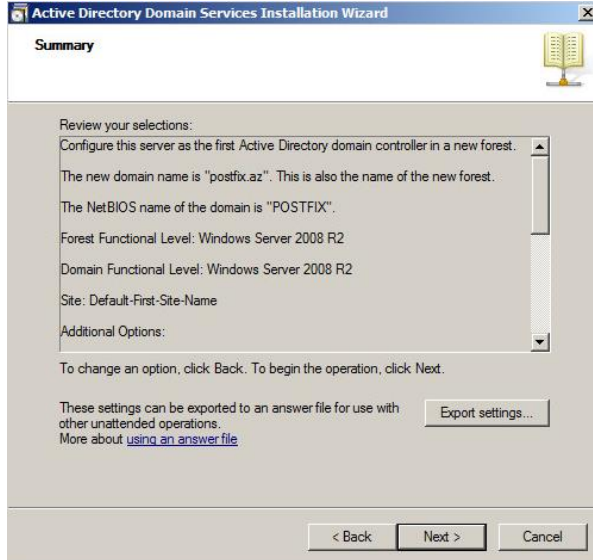 Active Directory Domain Services Installation Wizard
Summary
Review your selections:
Configure this server as the first Active Directory domain controller in a new forest.
The new domain name is "postfix.az". This is also the name of the new forest.
The NetBIOS name of the domain is "POSTFIX".
Forest Functional Level: Windows Server 2008 R2
Domain Functional Level: Windows Server 2008 R2
Site: Default-First-Site-Name
Additional Options:
To change an option, click Back. To begin the operation, click Next.
These settings can be exported to an answer file for use with
other unattended operations.
More about using an answer file
Export settings...
< Back
Next >
Cancel